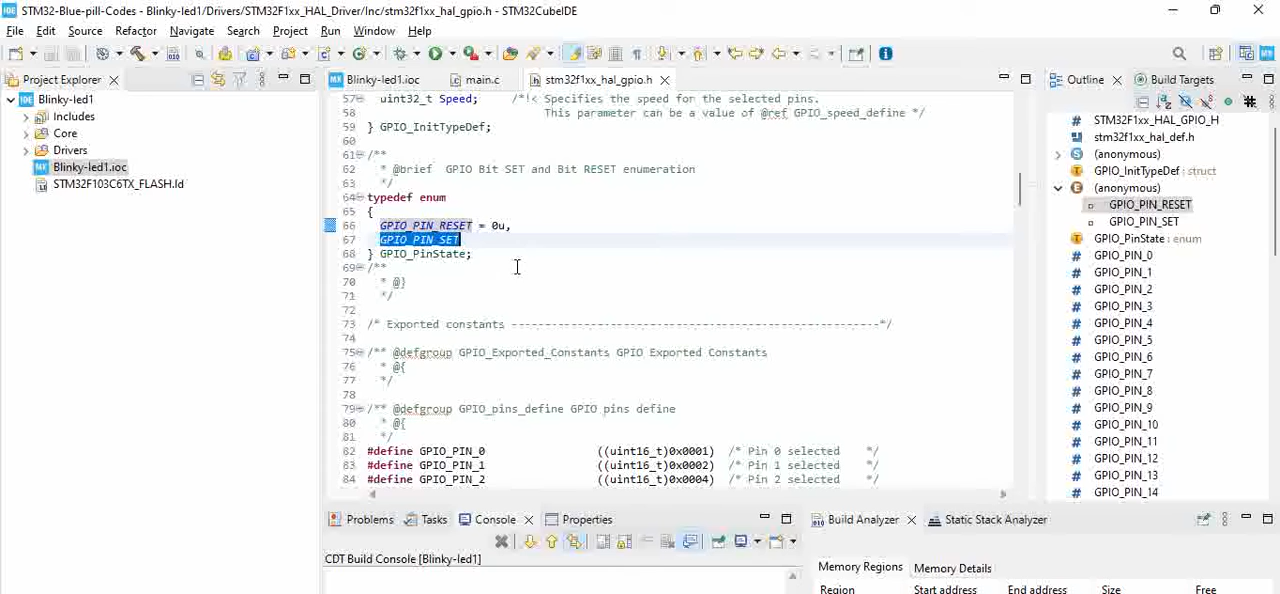 STM32-Blue-pill-Codes - Blinky-led1/Drivers/STM32F1xx_HAL_Driver/Inc/stm32f1xx_hal_gpio.h - STM32CubeIDE
File Edit Source Refactor Navigate Search Project Run Window Help
Project Explorer
Blinky-led1
Includes
Core
Drivers
Blinky-led1.ioc
STM32F103C6TX_FLASH.ld
Blinky-led1.ioc main.c stm32f1xx_hal_gpio.h
57 uint32_t Speed; /*!< Specifies the speed for the selected pins.
58 This parameter can be a value of @ref GPIO_speed_define */
59 } GPIO_InitTypeDef;
60
61 /**
62 * @brief GPIO Bit SET and Bit RESET enumeration
63 */
64 typedef enum
65 {
66 GPIO_PIN_RESET = 0u,
67 GPIO_PIN_SET
68 } GPIO_PinState;
69 /**
70 * @}
71 */
72
73 /* Exported constants --------------------------------------------------------*/
74
75 /** @defgroup GPIO_Exported_Constants GPIO Exported Constants
76 * @{
77 */
78
79 /** @defgroup GPIO_pins_define GPIO pins define
80 * @{
81 */
82 #define GPIO_PIN_0 ((uint16_t)0x0001) /* Pin 0 selected */
83 #define GPIO_PIN_1 ((uint16_t)0x0002) /* Pin 1 selected */
84 #define GPIO_PIN_2 ((uint16_t)0x0004) /* Pin 2 selected */
Outline Build Targets
STM32F1xx_HAL_GPIO_H
stm32f1xx_hal_def.h
(anonymous)
GPIO_InitTypeDef : struct
(anonymous)
GPIO_PIN_RESET
GPIO_PIN_SET
GPIO_PinState : enum
GPIO_PIN_0
GPIO_PIN_1
GPIO_PIN_2
GPIO_PIN_3
GPIO_PIN_4
GPIO_PIN_5
GPIO_PIN_6
GPIO_PIN_7
GPIO_PIN_8
GPIO_PIN_9
GPIO_PIN_10
GPIO_PIN_11
GPIO_PIN_12
GPIO_PIN_13
GPIO_PIN_14
Problems Tasks Console Properties
CDT Build Console [Blinky-led1]
Build Analyzer Static Stack Analyzer
Memory Regions Memory Details
Region Start address End address Size Free